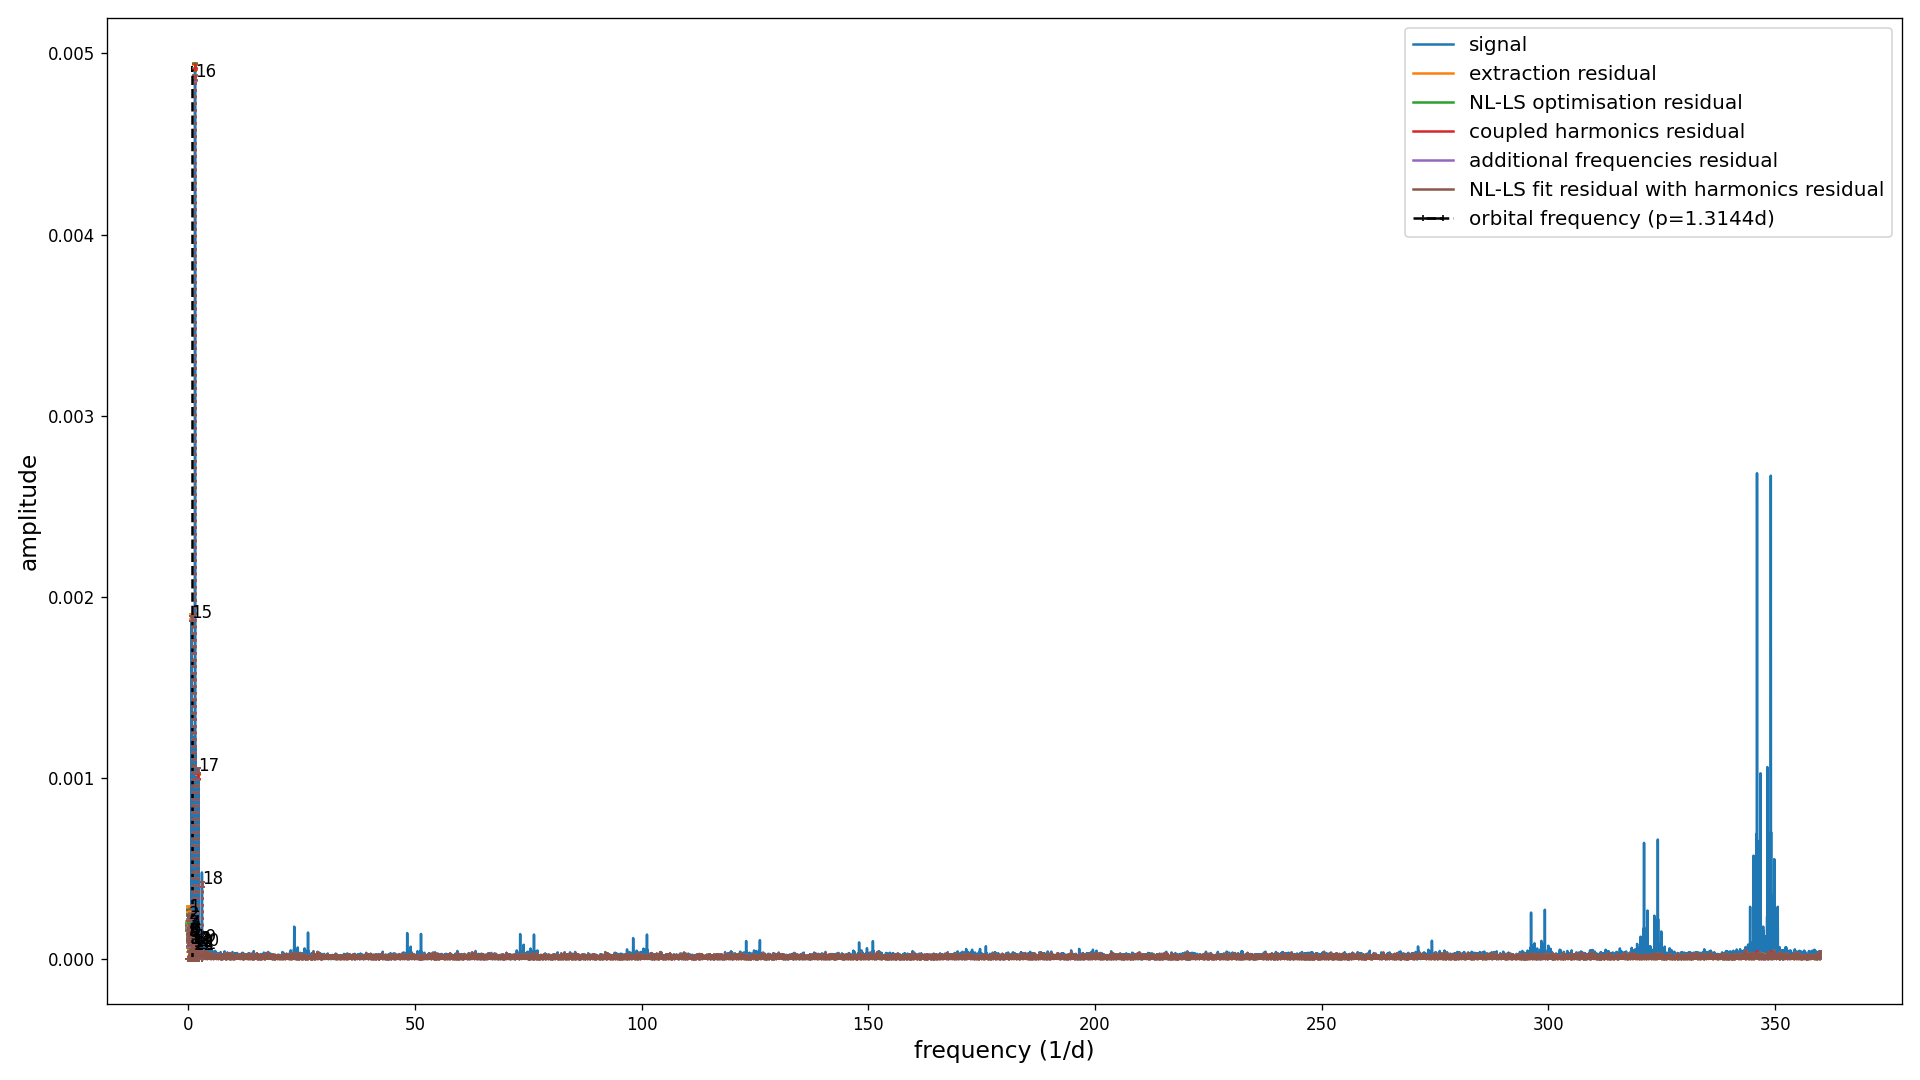 signal
extraction residual
NL-LS optimisation residual
coupled harmonics residual
additional frequencies residual
NL-LS fit residual with harmonics residual
orbital frequency (p=1.3144d)
0.005
0.004
0.003
0.002
0.001
0.000
amplitude
16
15
17
18
0 50 100 150 200 250 300 350
frequency (1/d)